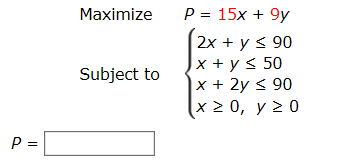 Maximize P = 15x + 9y
2x + y ≤ 90
x + y ≤ 50
Subject to
x + 2y ≤ 90
x ≥ 0, y ≥ 0
P =